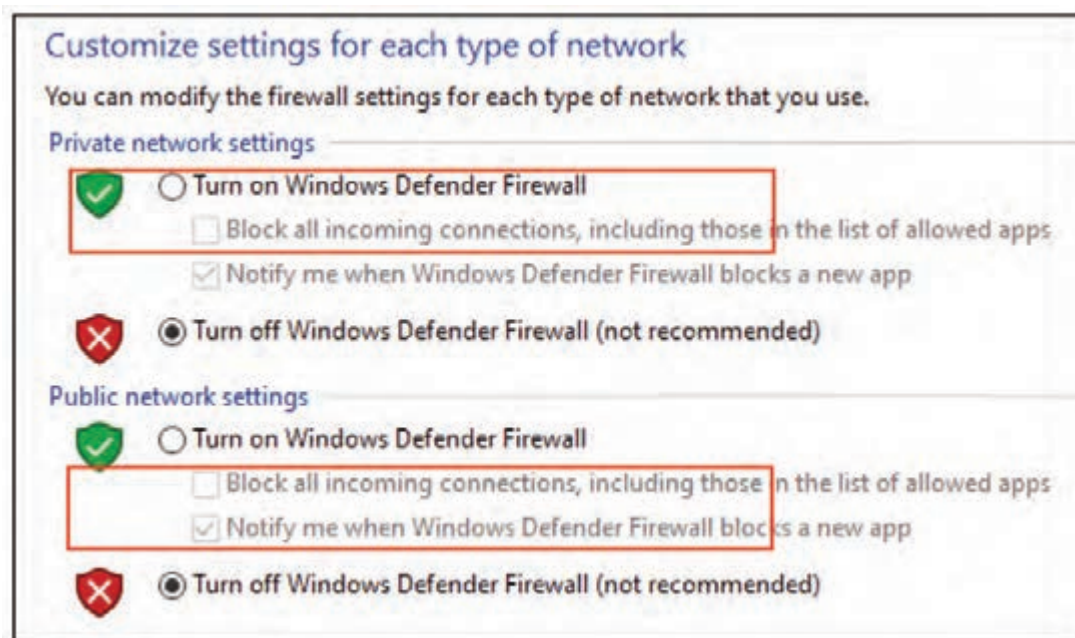 Customize settings for each type of network
You can modify the firewall settings for each type of network that you use.
Private network settings
Turn on Windows Defender Firewall
Block all incoming connections, including those in the list of allowed apps
Notify me when Windows Defender Firewall blocks a new app
Turn off Windows Defender Firewall (not recommended)
Public network settings
Turn on Windows Defender Firewall
Block all incoming connections, including those in the list of allowed apps
Notify me when Windows Defender Firewall blocks a new app
Turn off Windows Defender Firewall (not recommended)